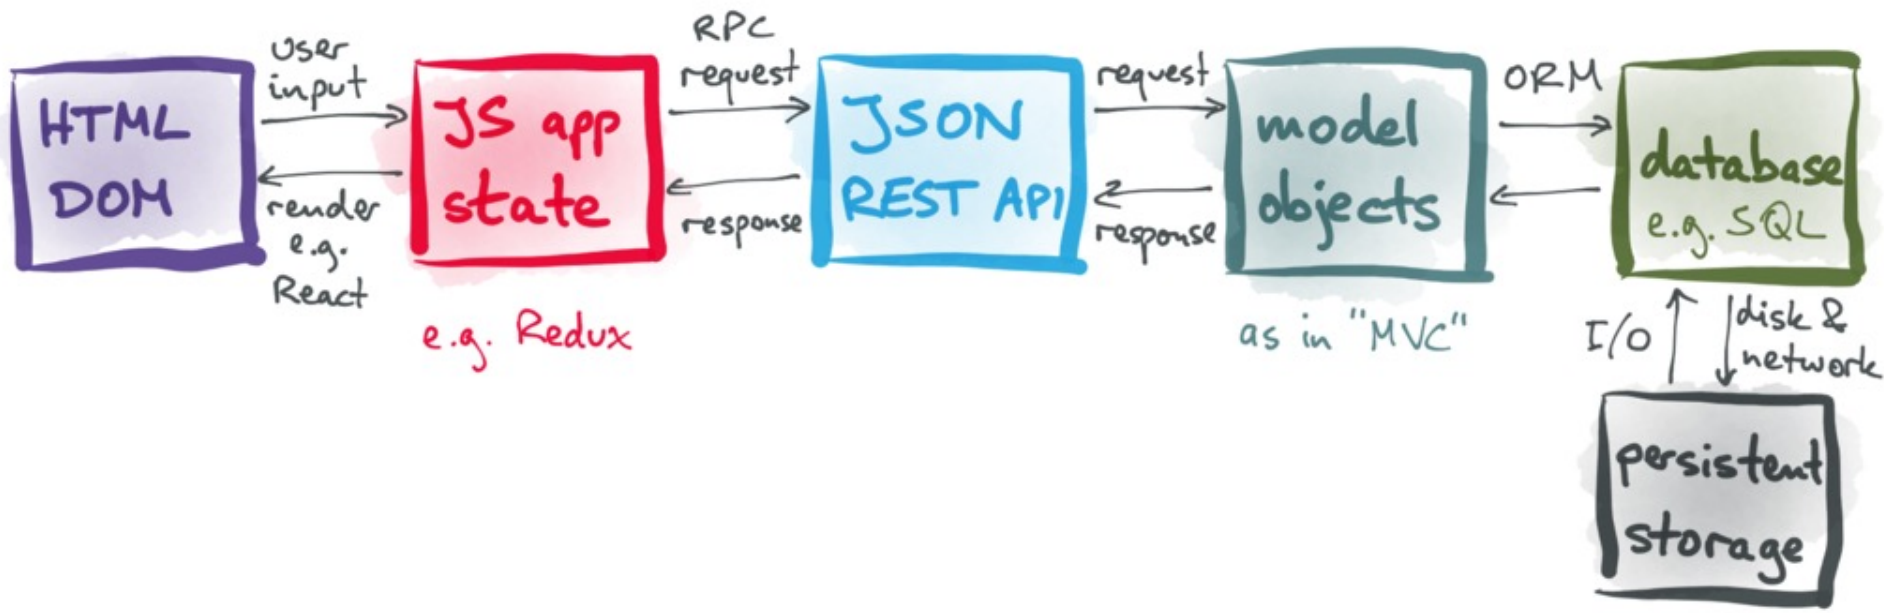 HTML
DOM
user
input
render
e.g.
React
JS app
state
e.g. Redux
RPC
request
response
JSON
REST API
request
response
model
objects
as in "MVC"
ORM
database
e.g. SQL
I/O
disk &
network
persistent
storage